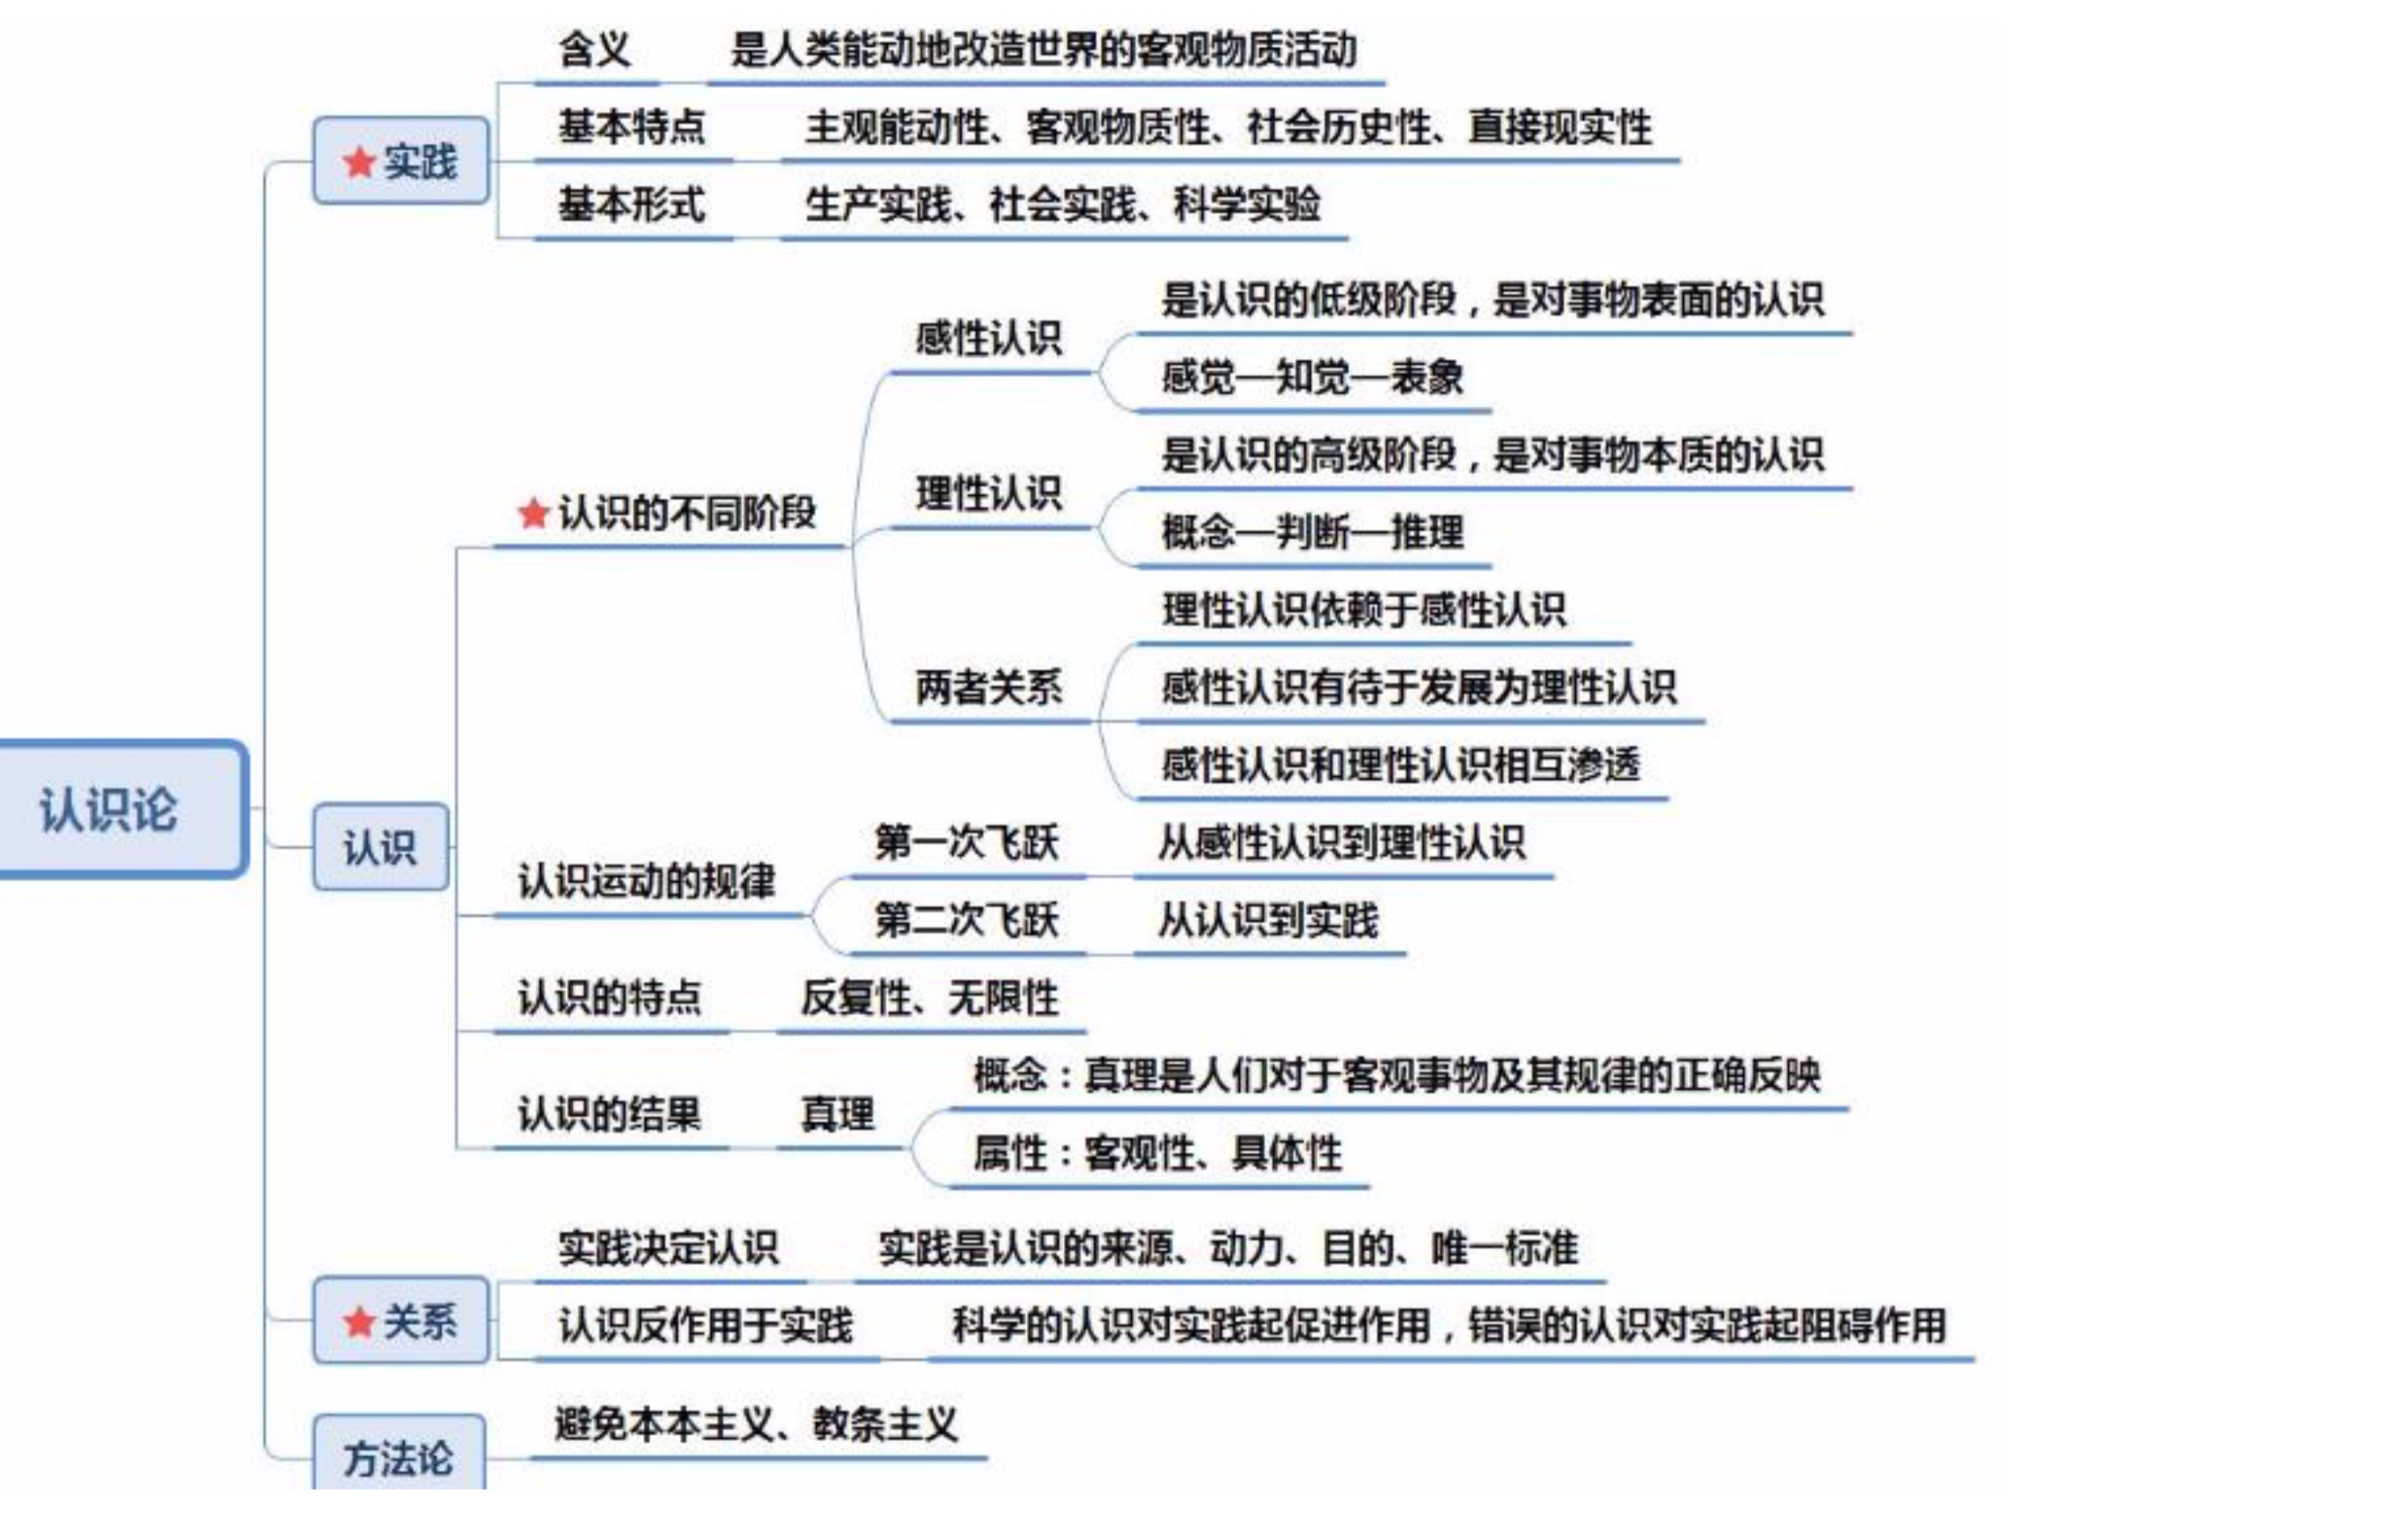 含义 是人类能动地改造世界的客观物质活动
基本特点 主观能动性、客观物质性、社会历史性、直接现实性
★实践
基本形式 生产实践、社会实践、科学实验
是认识的低级阶段，是对事物表面的认识
感性认识
感觉—知觉—表象
是认识的高级阶段，是对事物本质的认识
理性认识
★认识的不同阶段
概念—判断—推理
理性认识依赖于感性认识
两者关系 感性认识有待于发展为理性认识
感性认识和理性认识相互渗透
认识论
认识
第一次飞跃 从感性认识到理性认识
认识运动的规律
第二次飞跃 从认识到实践
认识的特点 反复性、无限性
概念：真理是人们对于客观事物及其规律的正确反映
认识的结果 真理
属性：客观性、具体性
实践决定认识 实践是认识的来源、动力、目的、唯一标准
★关系
认识反作用于实践 科学的认识对实践起促进作用，错误的认识对实践起阻碍作用
避免本本主义、教条主义
方法论